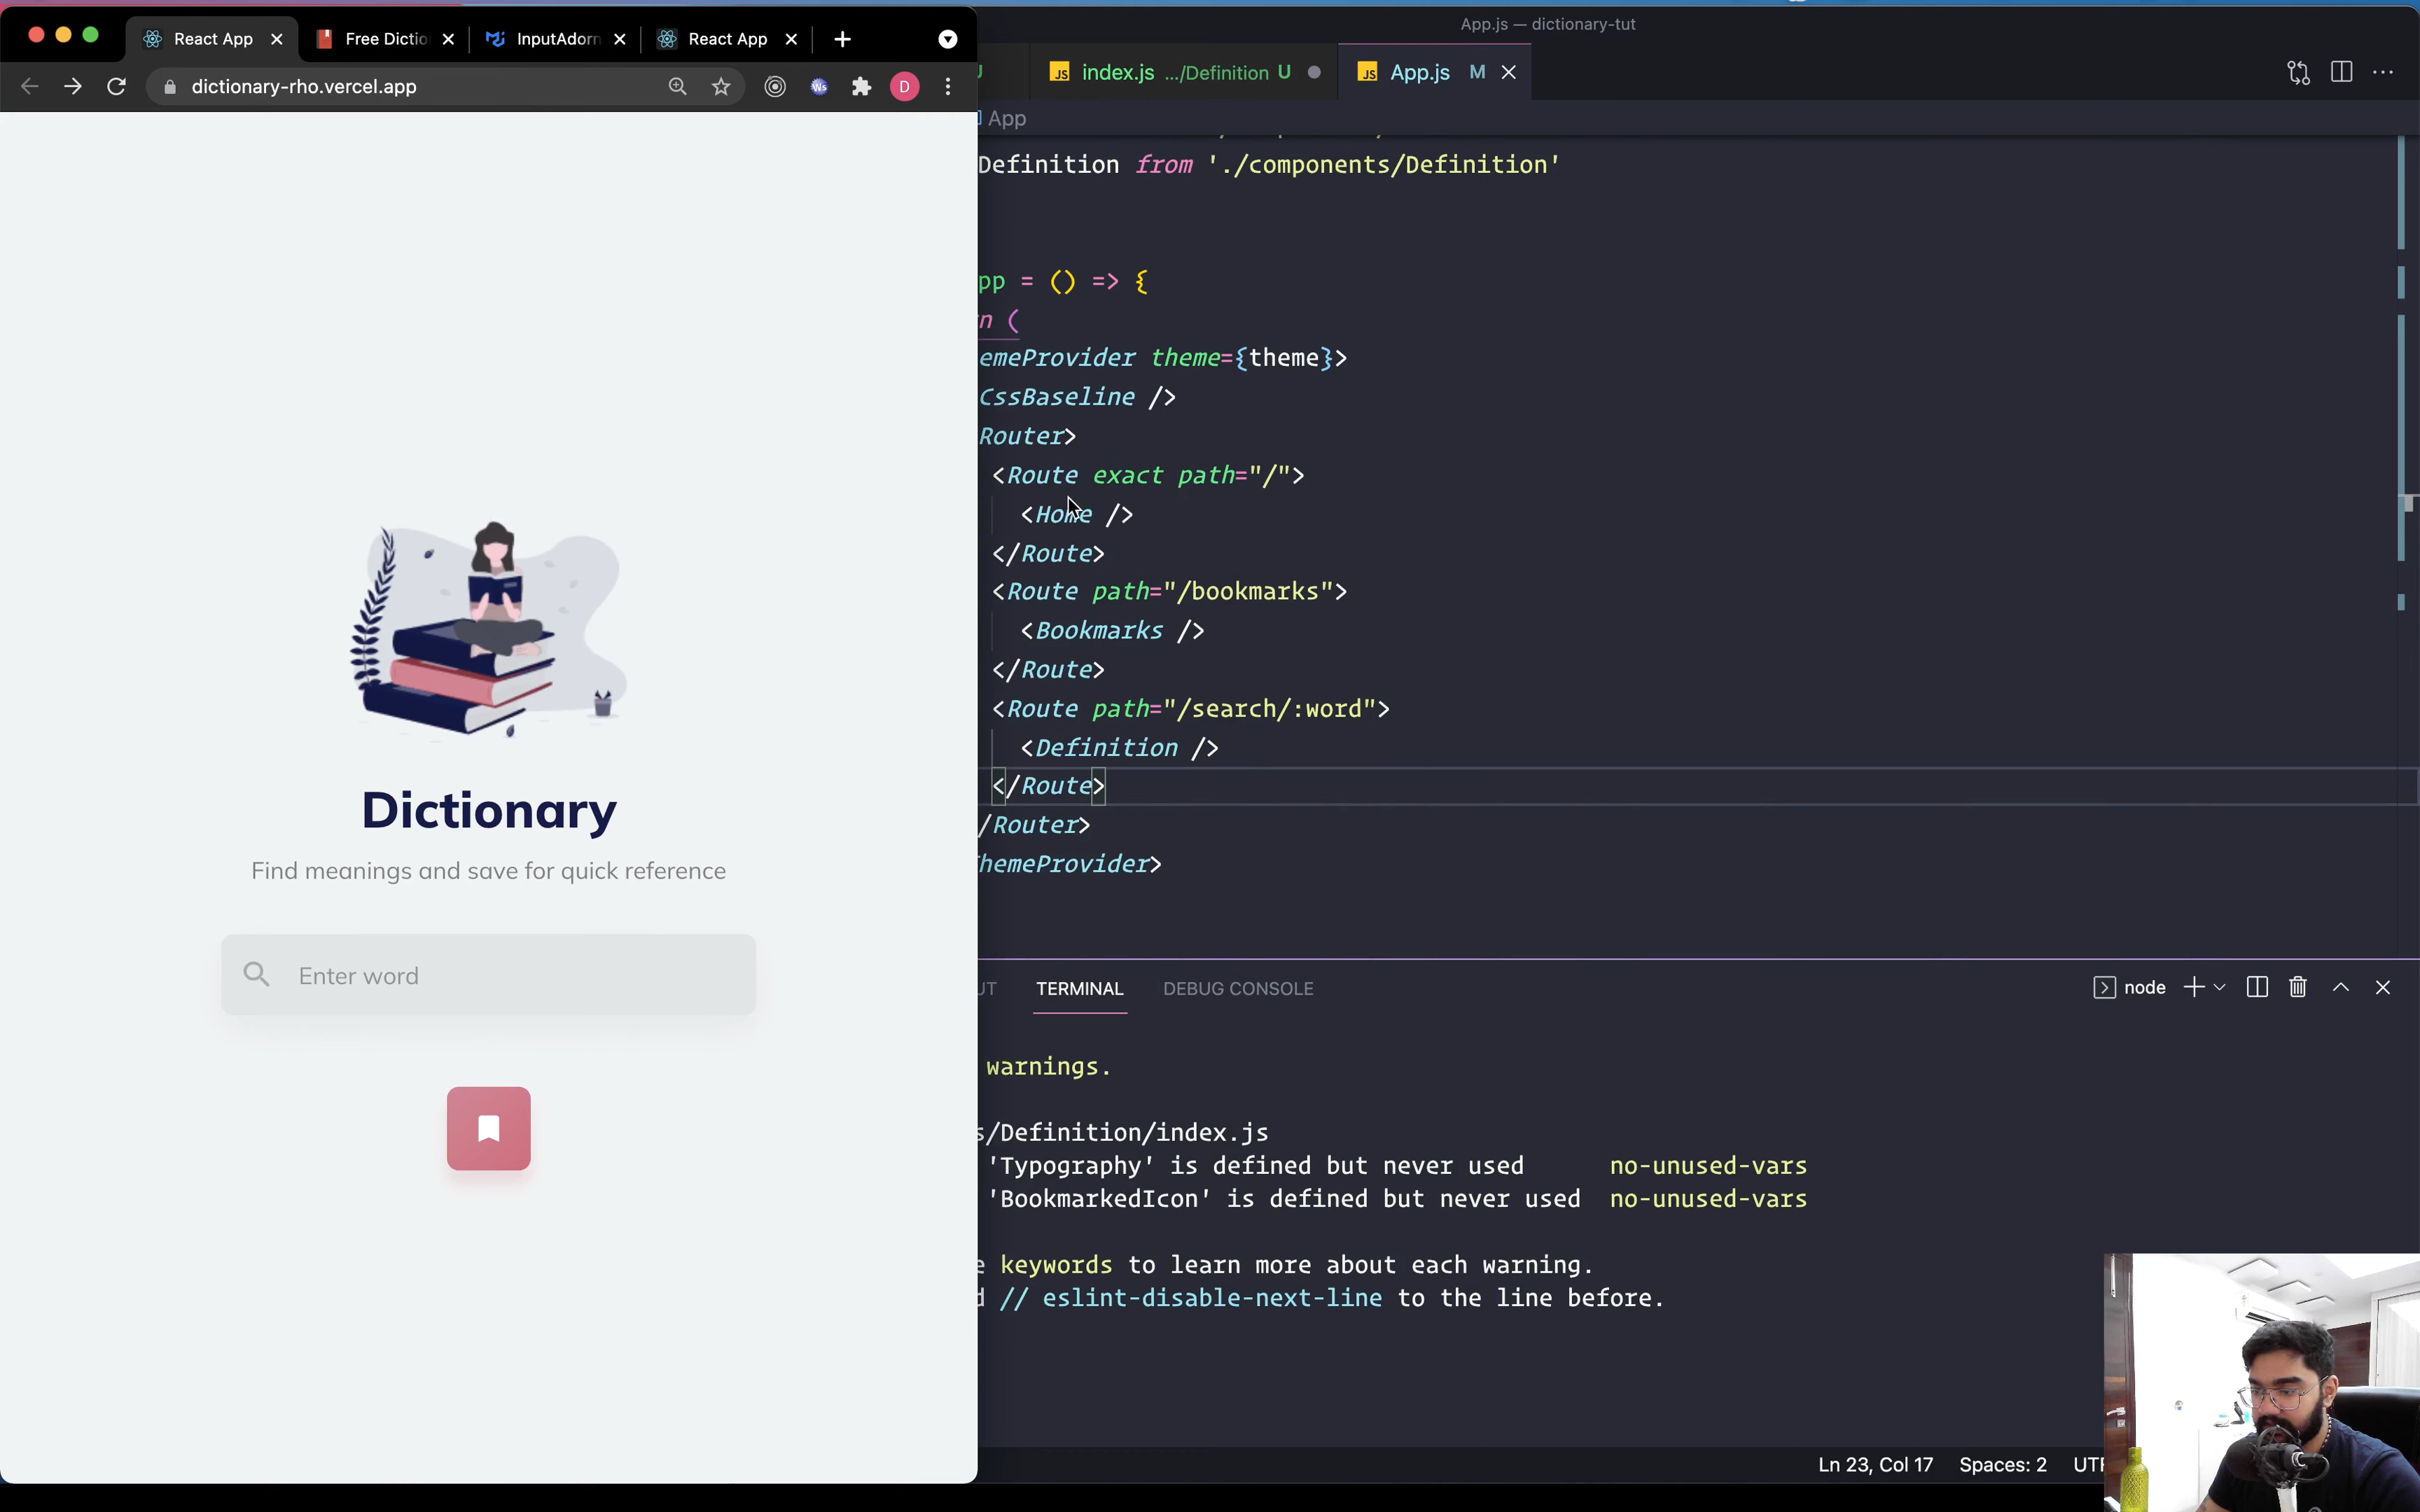 App.js — dictionary-tut
React App
Free Dictio
InputAdorn
React App
dictionary-rho.vercel.app
Ws
D
JS index.js .../Definition U
JS App.js M
App
Definition from './components/Definition'
pp = () => {
n (
emeProvider theme={theme}>
CssBaseline />
Router>
<Route exact path="/">
<Home />
</Route>
<Route path="/bookmarks">
<Bookmarks />
</Route>
<Route path="/search/:word">
<Definition />
</Route>
/Router>
hemeProvider>
Dictionary
Find meanings and save for quick reference
Enter word
UT
TERMINAL
DEBUG CONSOLE
node
warnings.
s/Definition/index.js
'Typography' is defined but never used no-unused-vars
'BookmarkedIcon' is defined but never used no-unused-vars
e keywords to learn more about each warning.
d // eslint-disable-next-line to the line before.
Ln 23, Col 17
Spaces: 2
UTF